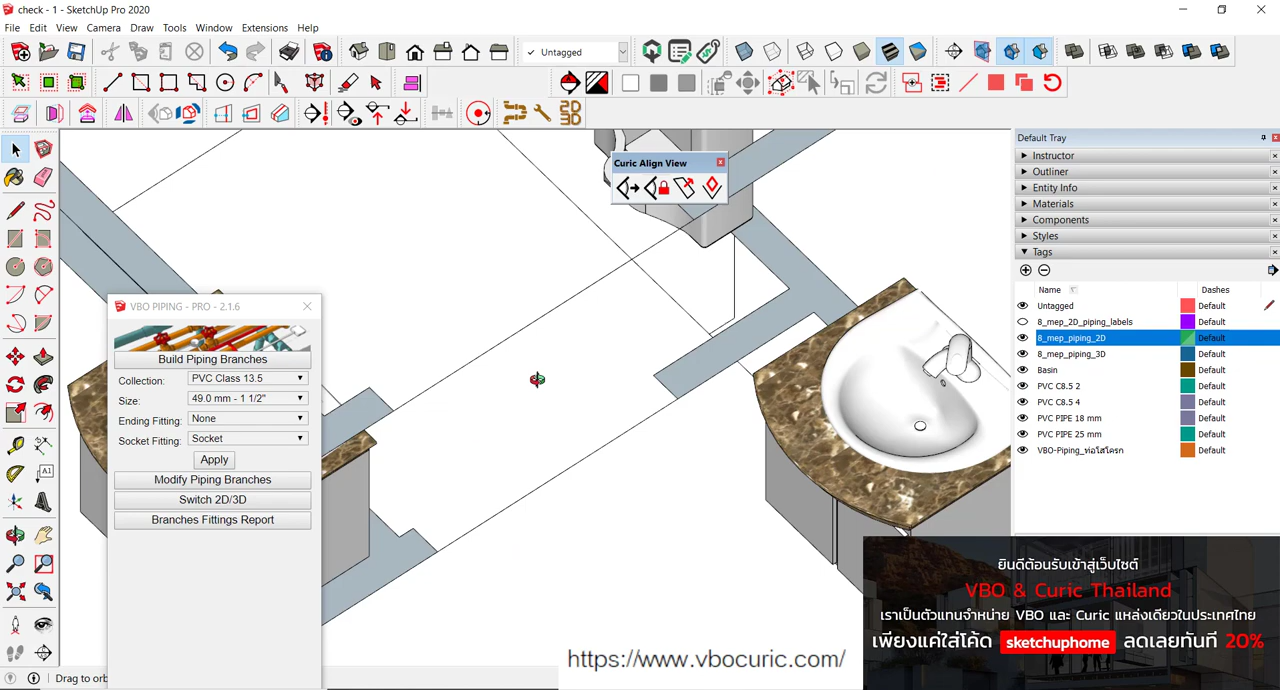 check - 1 - SketchUp Pro 2020
File Edit View Camera Draw Tools Window Extensions Help
✓ Untagged
2D
3D
Curic Align View
A1
VBO PIPING - PRO - 2.1.6
Build Piping Branches
Collection: PVC Class 13.5
Size: 49.0 mm - 1 1/2"
Ending Fitting: None
Socket Fitting: Socket
Apply
Modify Piping Branches
Switch 2D/3D
Branches Fittings Report
Default Tray
Instructor
Outliner
Entity Info
Materials
Components
Styles
Tags
Name Dashes
Untagged Default
8_mep_2D_piping_labels Default
8_mep_piping_2D Default
8_mep_piping_3D Default
Basin Default
PVC C8.5 2 Default
PVC C8.5 4 Default
PVC PIPE 18 mm Default
PVC PIPE 25 mm Default
VBO-Piping_ท่อโสโครก Default
ยินดีต้อนรับเข้าสู่เว็บไซต์
VBO & Curic Thailand
เราเป็นตัวแทนจำหน่าย VBO และ Curic แหล่งเดียวในประเทศไทย
เพียงแค่ใส่โค้ด sketchuphome ลดเลยทันที 20%
https://www.vbocuric.com/
Drag to orb